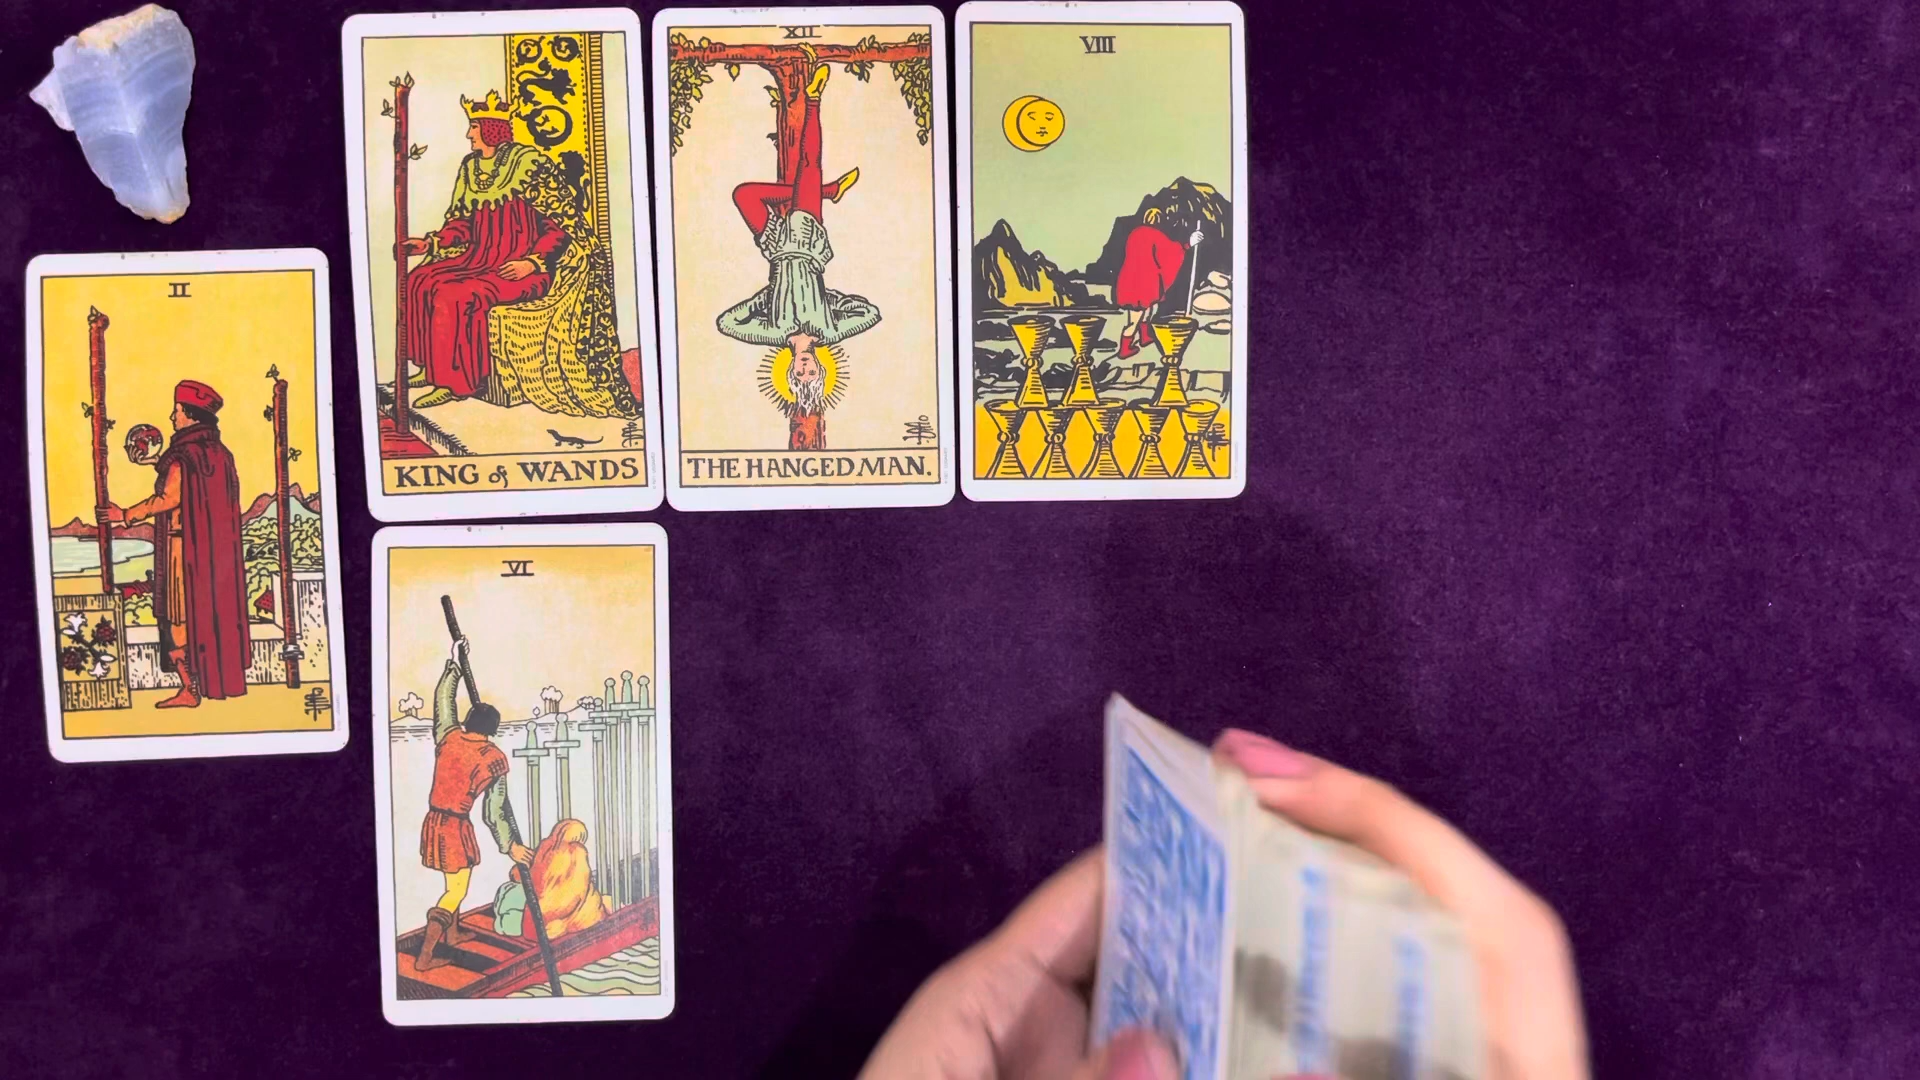 II
KING of WANDS
XII
THE HANGED MAN.
VIII
VI